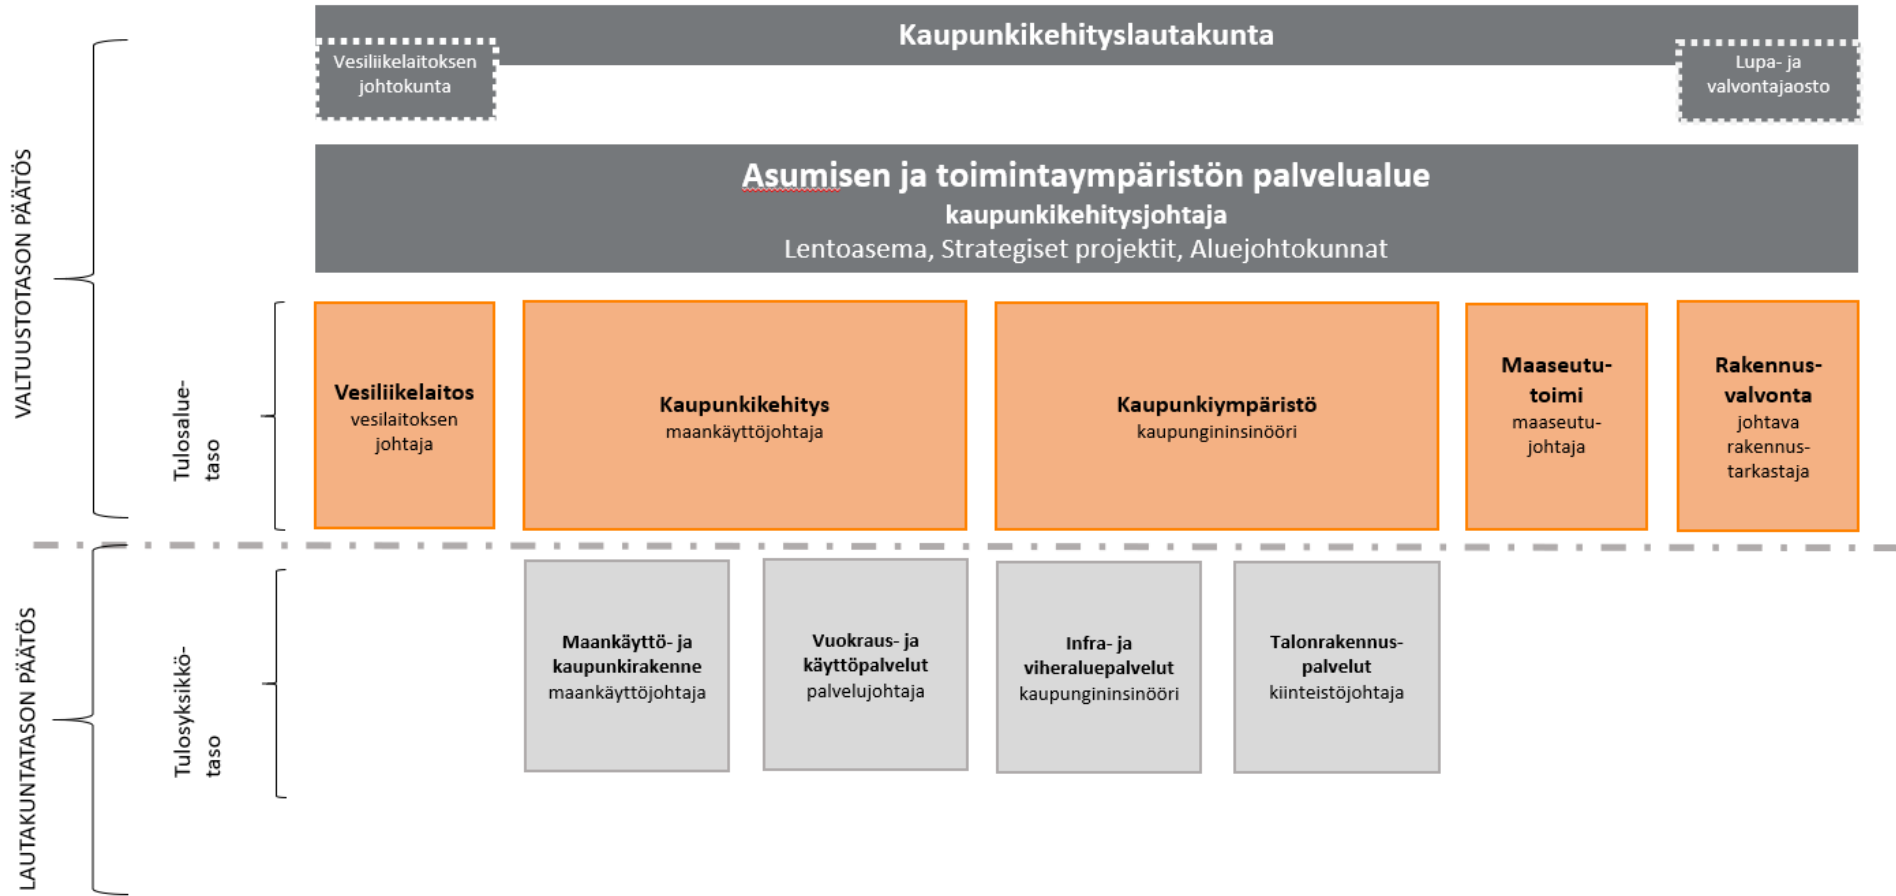 Kaupunkikehityslautakunta
Vesiliikelaitoksen
johtokunta
Lupa- ja
valvontajaosto
Asumisen ja toimintaympäristön palvelualue
kaupunkikehitysjohtaja
Lentoasema, Strategiset projektit, Aluejohtokunnat
VALTUUSTOTASON PÄÄTÖS
Tulosalue-
taso
Vesiliikelaitos
vesilaitoksen
johtaja
Kaupunkikehitys
maankäyttöjohtaja
Kaupunkiympäristö
kaupungininsinööri
Maaseutu-
toimi
maaseutu-
johtaja
Rakennus-
valvonta
johtava
rakennus-
tarkastaja
LAUTAKUNTATASON PÄÄTÖS
Tulosyksikkö-
taso
Maankäyttö- ja
kaupunkirakenne
maankäyttöjohtaja
Vuokraus- ja
käyttöpalvelut
palvelujohtaja
Infra- ja
viheraluepalvelut
kaupungininsinööri
Talonrakennus-
palvelut
kiinteistöjohtaja